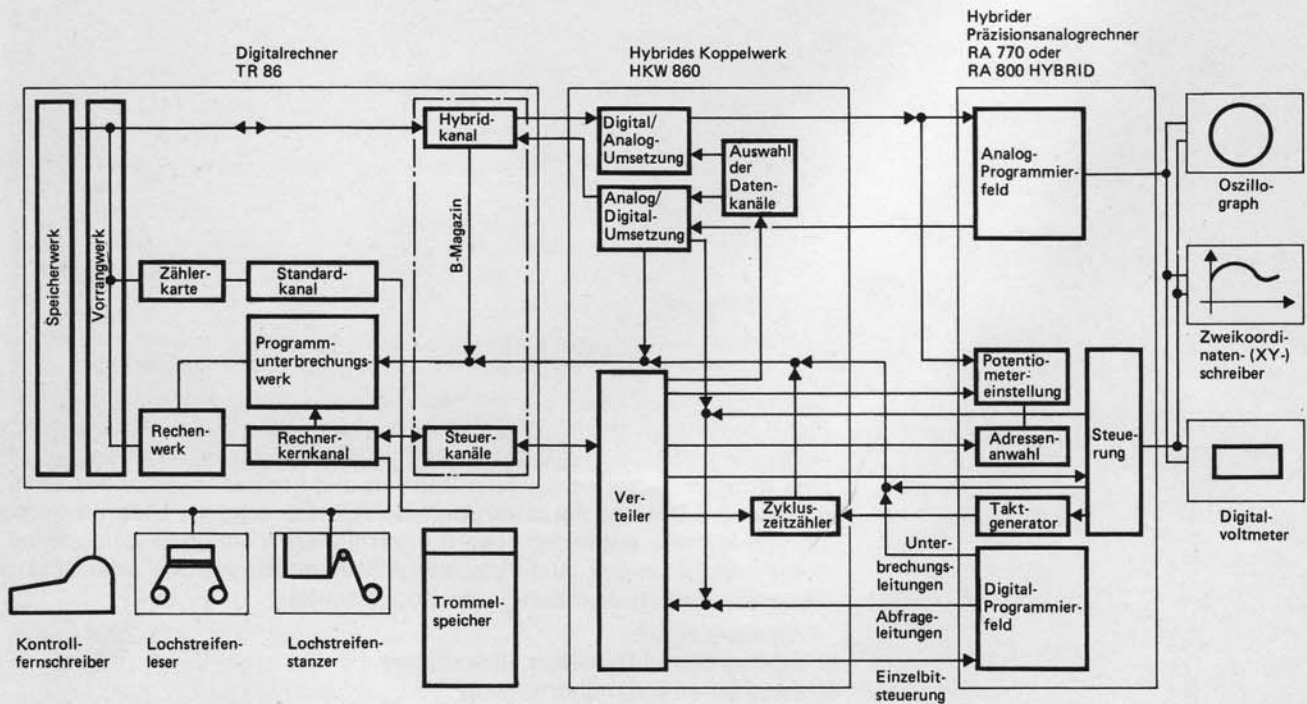 Digitalrechner
TR 86
Hybrides Koppelwerk
HKW 860
Hybrider
Präzisionsanalogrechner
RA 770 oder
RA 800 HYBRID
Speicherwerk
Vorrangwerk
Hybrid-
kanal
B-Magazin
Zähler-
karte
Standard-
kanal
Programm-
unterbrechungs-
werk
Rechen-
werk
Rechner-
kernkanal
Steuer-
kanäle
Digital/
Analog-
Umsetzung
Analog/
Digital-
Umsetzung
Auswahl
der
Daten-
kanäle
Ver-
teiler
Zyklus-
zeitzähler
Analog-
Programmier-
feld
Potentio-
meter-
einstellung
Adressen-
anwahl
Steue-
rung
Takt-
generator
Unter-
brechungs-
leitungen
Digital-
Programmier-
feld
Abfrage-
leitungen
Einzelbit-
steuerung
Oszillo-
graph
Zweikoordi-
naten- (XY-)
schreiber
Digital-
voltmeter
Kontroll-
fernschreiber
Lochstreifen-
leser
Lochstreifen-
stanzer
Trommel-
speicher